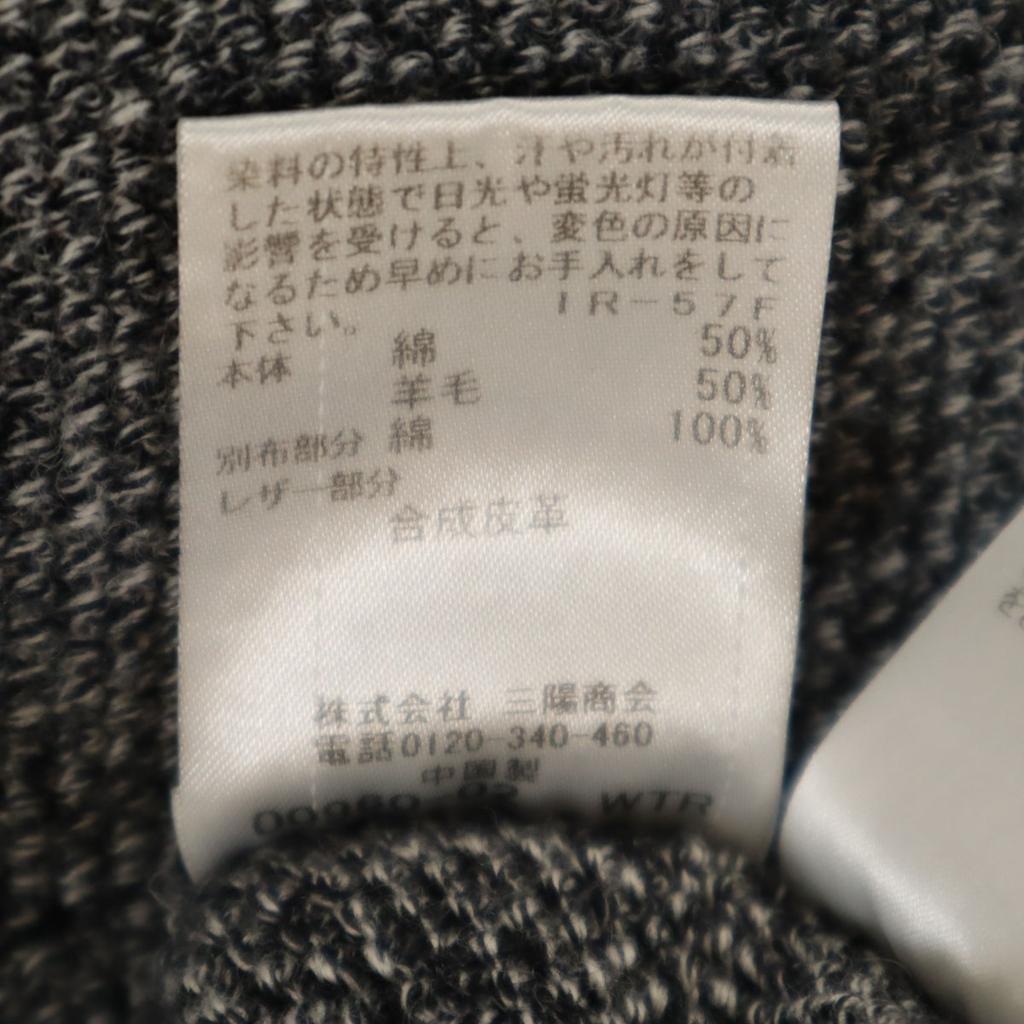 染料の特性上、汗や汚れが付着
した状態で日光や蛍光灯等の
影響を受けると、変色の原因に
なるため早めにお手入れをして
下さい。 IR-57F
本体 綿 50%
羊毛 50%
別布部分 綿 100%
レザー部分
合成皮革
株式会社 三陽商会
電話0120-340-460
中国製
WTR